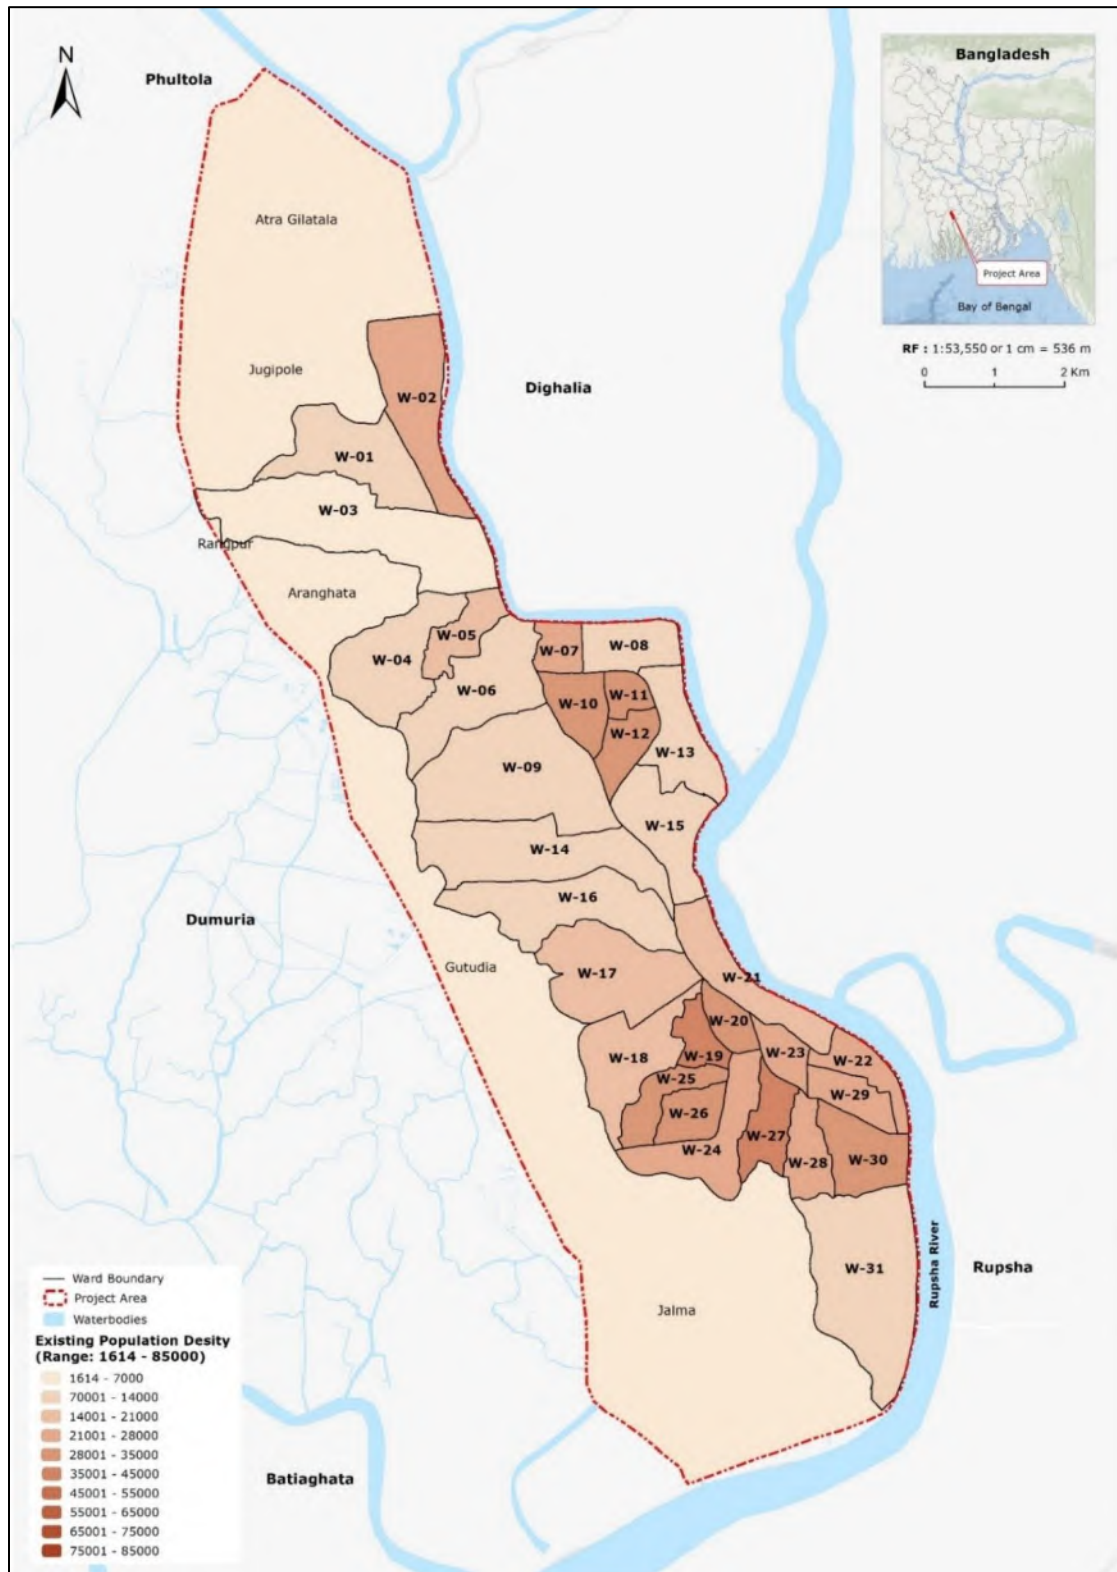 N
Phultola
Bangladesh
Project Area
Bay of Bengal
RF : 1:53,550 or 1 cm = 536 m
0 1 2 Km
Atra Gilatala
Jugipole
W-02
Dighalia
W-01
W-03
Rangpur
Aranghata
W-05
W-04
W-07
W-08
W-06
W-10
W-11
W-12
W-13
W-09
W-15
W-14
W-16
Dumuria
Gutudia
W-17
W-21
W-20
W-18
W-19
W-23
W-22
W-25
W-29
W-26
W-27
W-24
W-28
W-30
W-31
Rupsha River
Rupsha
Jalma
Ward Boundary
Project Area
Waterbodies
Existing Population Desity
(Range: 1614 - 85000)
1614 - 7000
70001 - 14000
14001 - 21000
21001 - 28000
28001 - 35000
35001 - 45000
45001 - 55000
55001 - 65000
65001 - 75000
75001 - 85000
Batiaghata